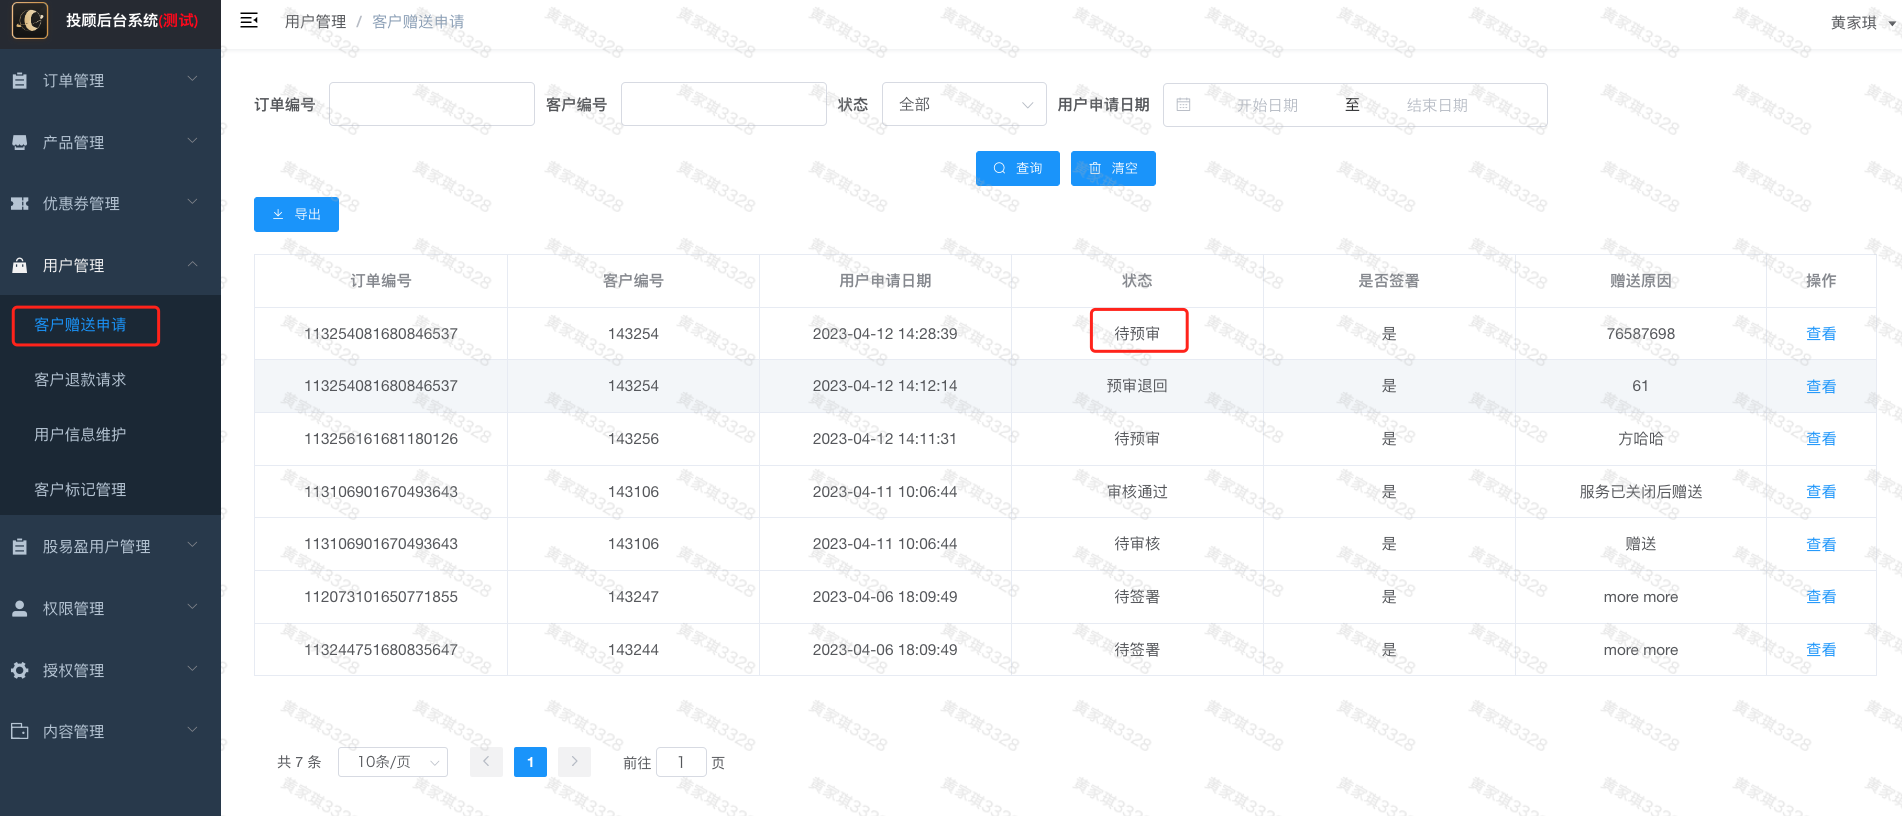 投顾后台系统(测试)
用户管理 / 客户赠送申请
黄家琪
订单管理
产品管理
优惠券管理
用户管理
客户赠送申请
客户退款请求
用户信息维护
客户标记管理
股易盈用户管理
权限管理
授权管理
内容管理
订单编号 客户编号 状态 全部 用户申请日期 开始日期 至 结束日期
查询 清空
导出
订单编号 客户编号 用户申请日期 状态 是否签署 赠送原因 操作
113254081680846537 143254 2023-04-12 14:28:39 待预审 是 76587698 查看
113254081680846537 143254 2023-04-12 14:12:14 预审退回 是 61 查看
113256161681180126 143256 2023-04-12 14:11:31 待预审 是 方哈哈 查看
113106901670493643 143106 2023-04-11 10:06:44 审核通过 是 服务已关闭后赠送 查看
113106901670493643 143106 2023-04-11 10:06:44 待审核 是 赠送 查看
112073101650771855 143247 2023-04-06 18:09:49 待签署 是 more more 查看
113244751680835647 143244 2023-04-06 18:09:49 待签署 是 more more 查看
共 7 条 10条/页 1 前往 1 页
黄家琪3328